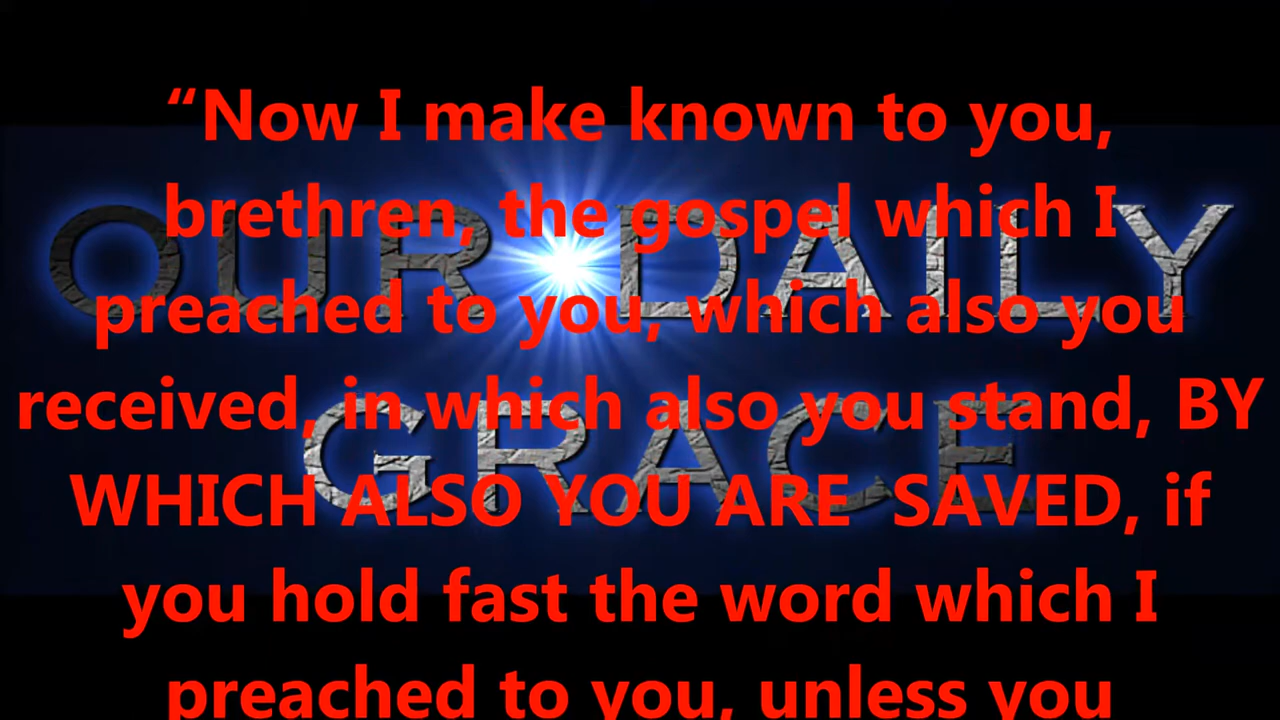 “Now I make known to you,
brethren, the gospel which I
preached to you, which also you
received, in which also you stand, BY
WHICH ALSO YOU ARE  SAVED, if
you hold fast the word which I
preached to you, unless you
OUR DAILY
GRACE